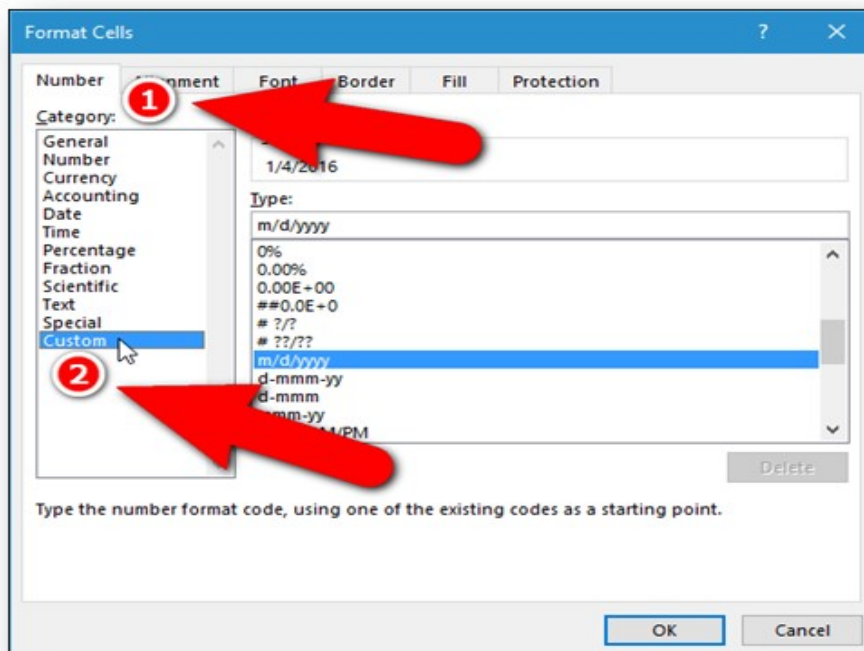 Format Cells ? ×
Number Font Border Fill Protection
1
Category:
General
Number
Currency
Accounting
Date
Time
Percentage
Fraction
Scientific
Text
Special
Custom
2
1/4/2016
Type:
m/d/yyyy
0%
0.00%
0.00E+00
##0.0E+0
# ?/?
# ??/??
m/d/yyyy
d-mmm-yy
d-mmm
Delete
Type the number format code, using one of the existing codes as a starting point.
OK Cancel